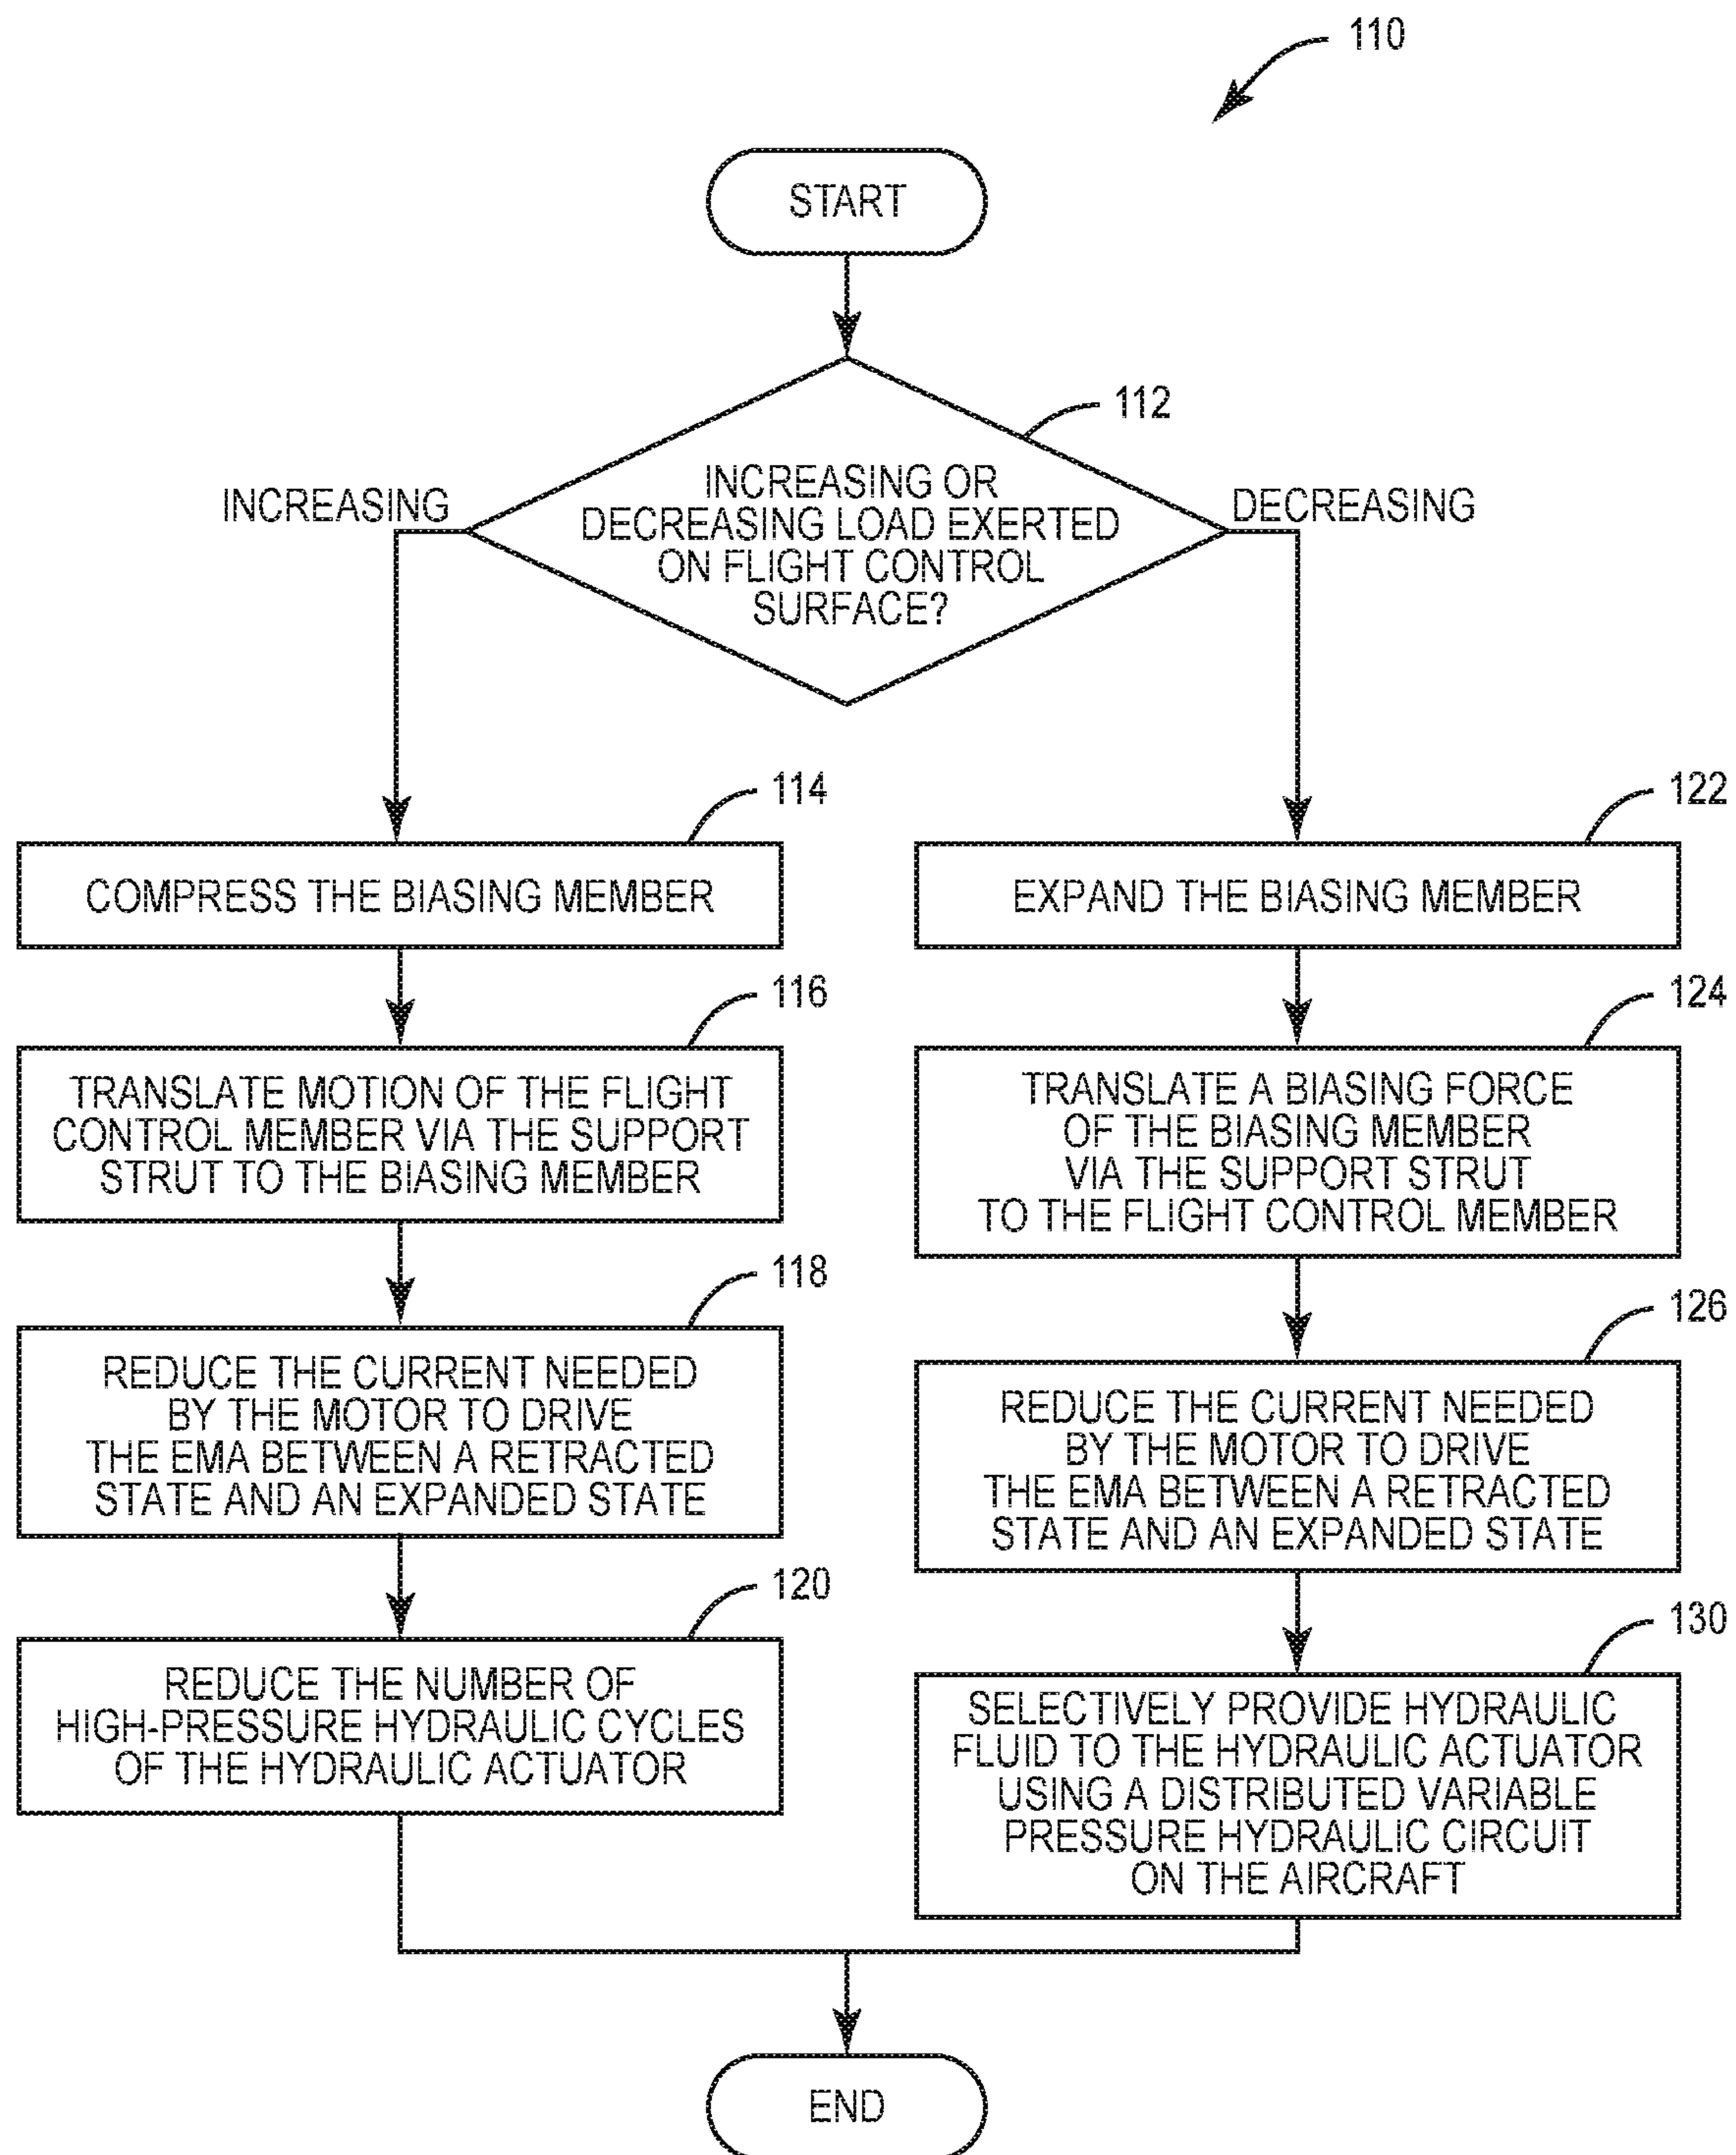 110
START
112
INCREASING OR
DECREASING LOAD EXERTED
ON FLIGHT CONTROL
SURFACE?
INCREASING
DECREASING
114
COMPRESS THE BIASING MEMBER
116
TRANSLATE MOTION OF THE FLIGHT
CONTROL MEMBER VIA THE SUPPORT
STRUT TO THE BIASING MEMBER
118
REDUCE THE CURRENT NEEDED
BY THE MOTOR TO DRIVE
THE EMA BETWEEN A RETRACTED
STATE AND AN EXPANDED STATE
120
REDUCE THE NUMBER OF
HIGH-PRESSURE HYDRAULIC CYCLES
OF THE HYDRAULIC ACTUATOR
122
EXPAND THE BIASING MEMBER
124
TRANSLATE A BIASING FORCE
OF THE BIASING MEMBER
VIA THE SUPPORT STRUT
TO THE FLIGHT CONTROL MEMBER
126
REDUCE THE CURRENT NEEDED
BY THE MOTOR TO DRIVE
THE EMA BETWEEN A RETRACTED
STATE AND AN EXPANDED STATE
130
SELECTIVELY PROVIDE HYDRAULIC
FLUID TO THE HYDRAULIC ACTUATOR
USING A DISTRIBUTED VARIABLE
PRESSURE HYDRAULIC CIRCUIT
ON THE AIRCRAFT
END